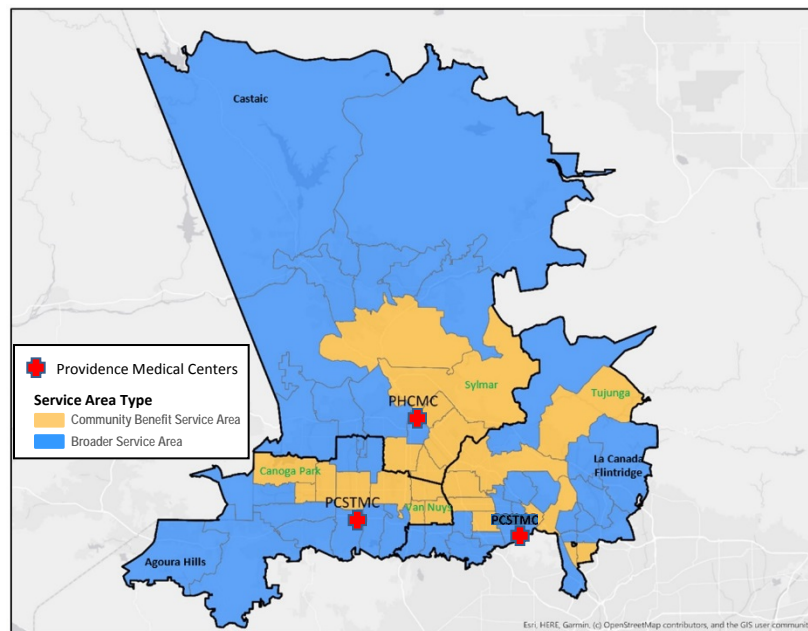 Castaic
Providence Medical Centers
Service Area Type
Community Benefit Service Area
Broader Service Area
Sylmar
Tujunga
PHCMC
La Canada
Flintridge
Canoga Park
PCSTMC
Van Nuys
PCSTMC
Agoura Hills
Esri, HERE, Garmin, (c) OpenStreetMap contributors, and the GIS user community